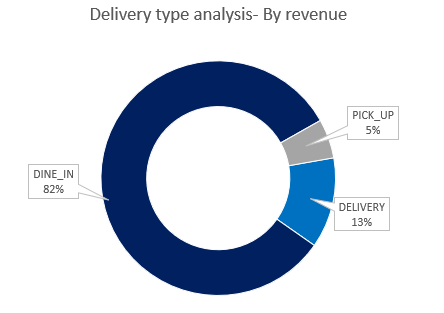 Delivery type analysis- By revenue
PICK_UP
5%
DINE_IN
82%
DELIVERY
13%